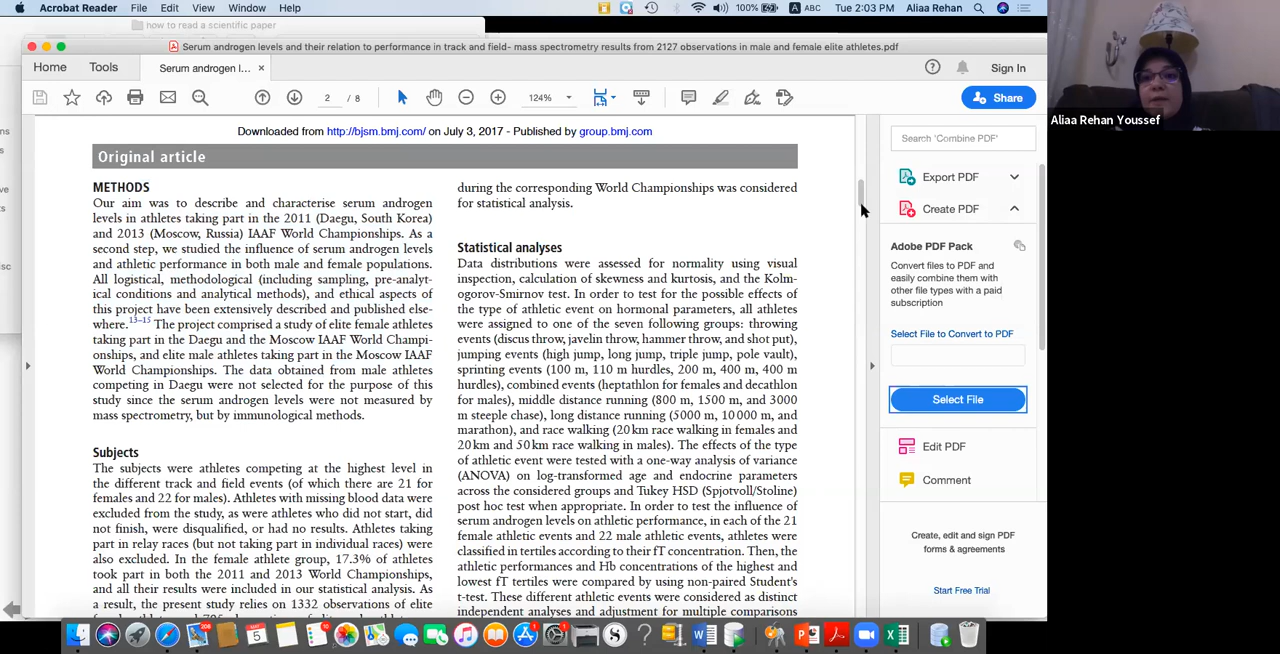 Acrobat Reader File Edit View Window Help
100% ABC Tue 2:03 PM Aliaa Rehan
how to read a scientific paper
Serum androgen levels and their relation to performance in track and field- mass spectrometry results from 2127 observations in male and female elite athletes.pdf
Home Tools Serum androgen l... × Sign In
2 / 8 124% Share
Aliaa Rehan Youssef
Downloaded from http://bjsm.bmj.com/ on July 3, 2017 - Published by group.bmj.com
Original article
METHODS
Our aim was to describe and characterise serum androgen
levels in athletes taking part in the 2011 (Daegu, South Korea)
and 2013 (Moscow, Russia) IAAF World Championships. As a
second step, we studied the influence of serum androgen levels
and athletic performance in both male and female populations.
All logistical, methodological (including sampling, pre-analyt-
ical conditions and analytical methods), and ethical aspects of
this project have been extensively described and published else-
where.13–15 The project comprised a study of elite female athletes
taking part in the Daegu and the Moscow IAAF World Champi-
onships, and elite male athletes taking part in the Moscow IAAF
World Championships. The data obtained from male athletes
competing in Daegu were not selected for the purpose of this
study since the serum androgen levels were not measured by
mass spectrometry, but by immunological methods.
Subjects
The subjects were athletes competing at the highest level in
the different track and field events (of which there are 21 for
females and 22 for males). Athletes with missing blood data were
excluded from the study, as were athletes who did not start, did
not finish, were disqualified, or had no results. Athletes taking
part in relay races (but not taking part in individual races) were
also excluded. In the female athlete group, 17.3% of athletes
took part in both the 2011 and 2013 World Championships,
and all their results were included in our statistical analysis. As
a result, the present study relies on 1332 observations of elite
during the corresponding World Championships was considered
for statistical analysis.
Statistical analyses
Data distributions were assessed for normality using visual
inspection, calculation of skewness and kurtosis, and the Kolm-
ogorov-Smirnov test. In order to test for the possible effects of
the type of athletic event on hormonal parameters, all athletes
were assigned to one of the seven following groups: throwing
events (discus throw, javelin throw, hammer throw, and shot put),
jumping events (high jump, long jump, triple jump, pole vault),
sprinting events (100 m, 110 m hurdles, 200 m, 400 m, 400 m
hurdles), combined events (heptathlon for females and decathlon
for males), middle distance running (800 m, 1500 m, and 3000
m steeple chase), long distance running (5000 m, 10 000 m, and
marathon), and race walking (20 km race walking in females and
20 km and 50 km race walking in males). The effects of the type
of athletic event were tested with a one-way analysis of variance
(ANOVA) on log-transformed age and endocrine parameters
across the considered groups and Tukey HSD (Spjotvoll/Stoline)
post hoc test when appropriate. In order to test the influence of
serum androgen levels on athletic performance, in each of the 21
female athletic events and 22 male athletic events, athletes were
classified in tertiles according to their fT concentration. Then, the
athletic performances and Hb concentrations of the highest and
lowest fT tertiles were compared by using non-paired Student's
t-test. These different athletic events were considered as distinct
independent analyses and adjustment for multiple comparisons
Search 'Combine PDF'
Export PDF
Create PDF
Adobe PDF Pack
Convert files to PDF and
easily combine them with
other file types with a paid
subscription
Select File to Convert to PDF
Select File
Edit PDF
Comment
Create, edit and sign PDF
forms & agreements
Start Free Trial